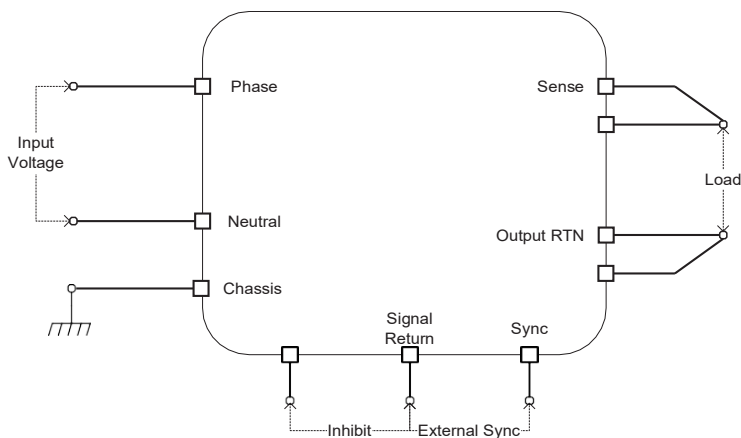 Phase
Sense
Input
Voltage
Load
Neutral
Output RTN
Chassis
Signal
Return
Sync
Inhibit
External Sync